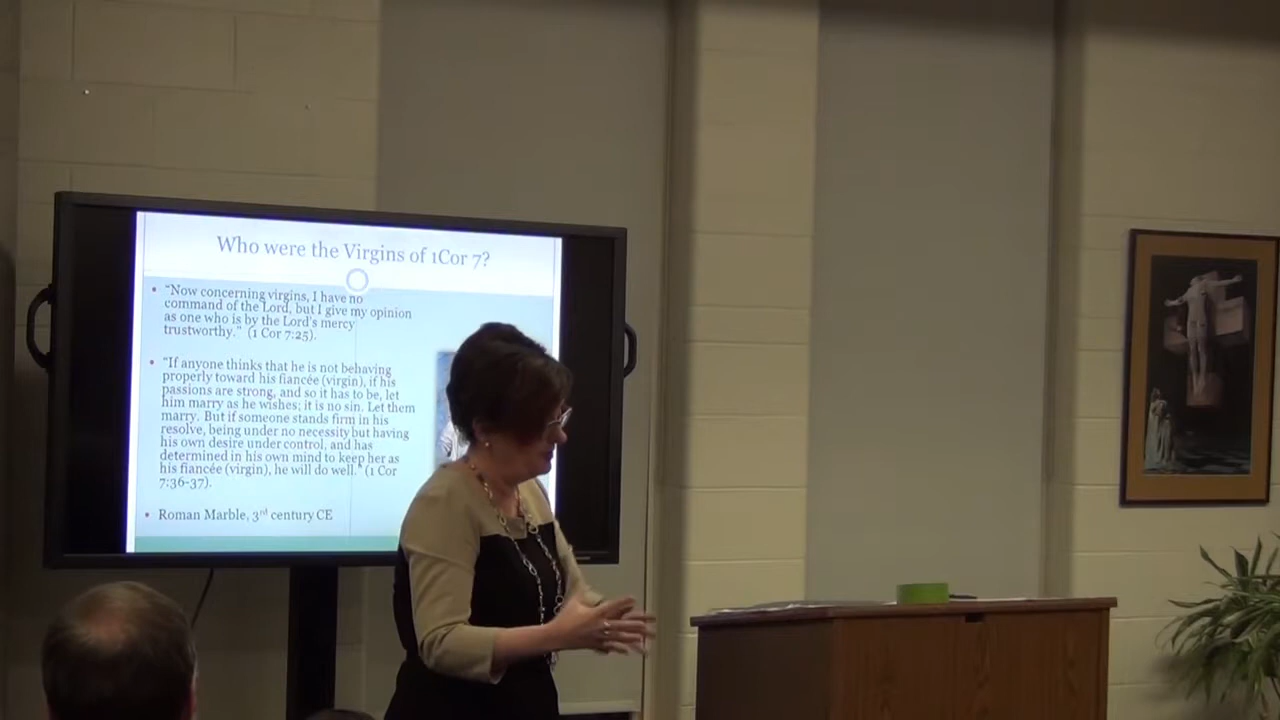 Who were the Virgins of 1Cor 7?
• "Now concerning virgins, I have no
command of the Lord, but I give my opinion
as one who is by the Lord's mercy
trustworthy." (1 Cor 7:25).
• "If anyone thinks that he is not behaving
properly toward his fiancée (virgin), if his
passions are strong, and so it has to be, let
him marry as he wishes; it is no sin. Let them
marry. But if someone stands firm in his
resolve, being under no necessity but having
his own desire under control, and has
determined in his own mind to keep her as
his fiancée (virgin), he will do well." (1 Cor
7:36-37).
• Roman Marble, 3rd century CE